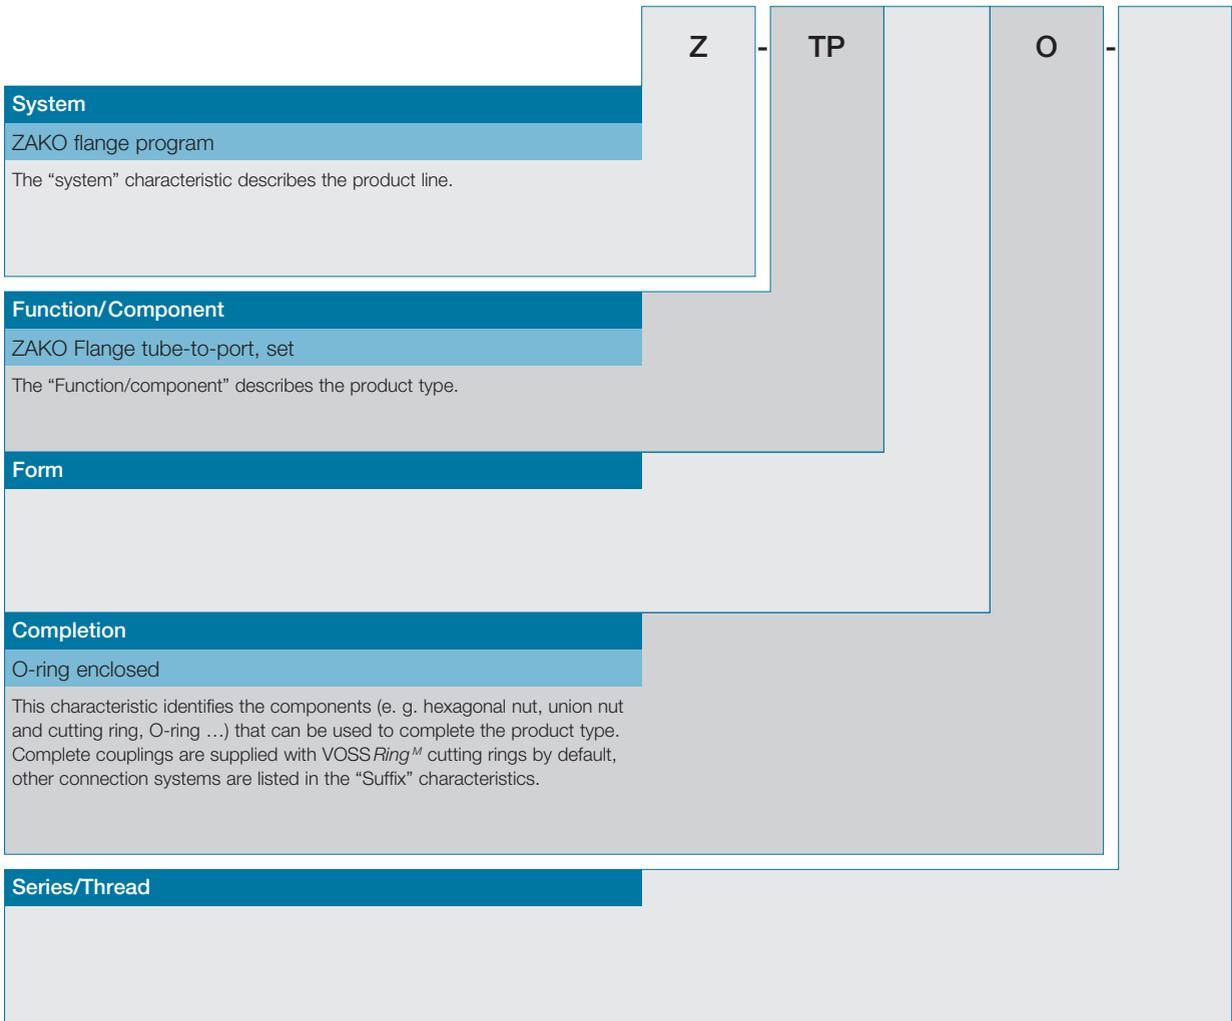 Z - TP O -
System
ZAKO flange program
The “system” characteristic describes the product line.
Function/Component
ZAKO Flange tube-to-port, set
The “Function/component” describes the product type.
Form
Completion
O-ring enclosed
This characteristic identifies the components (e. g. hexagonal nut, union nut
and cutting ring, O-ring …) that can be used to complete the product type.
Complete couplings are supplied with VOSSRingᴹ cutting rings by default,
other connection systems are listed in the “Suffix” characteristics.
Series/Thread